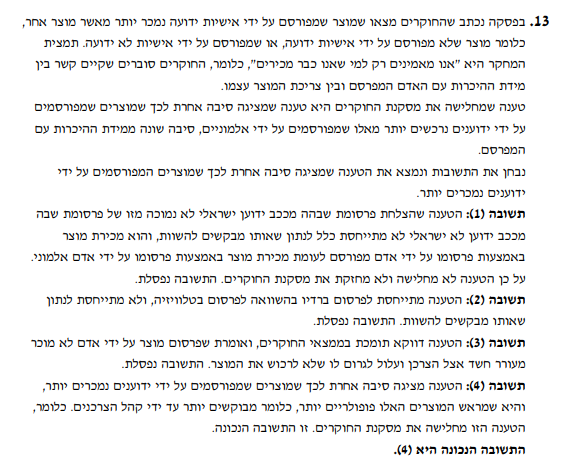 13. בפסקה נכתב שהחוקרים מצאו שמוצר שמפורסם על ידי אישיות ידועה נמכר יותר מאשר מוצר אחר,
כלומר מוצר שלא מפורסם על ידי אישיות ידועה, או שמפורסם על ידי אישיות לא ידועה. תמצית
המחקר היא "אנו מאמינים רק למי שאנו כבר מכירים", כלומר, החוקרים סוברים שקיים קשר בין
מידת ההיכרות עם האדם המפרסם ובין צריכת המוצר עצמו.
טענה שמחלישה את מסקנת החוקרים היא טענה שמציגה סיבה אחרת לכך שמוצרים שמפורסמים
על ידי ידוענים נרכשים יותר מאלו שמפורסמים על ידי אלמוניים, סיבה שונה ממידת ההיכרות עם
המפרסם.
נבחן את התשובות ונמצא את הטענה שמציגה סיבה אחרת לכך שמוצרים המפורסמים על ידי
ידוענים נמכרים יותר.
תשובה (1): הטענה שהצלחת פרסומת שבהה מככב ידוען ישראלי לא נמוכה מזו של פרסומת שבה
מככב ידוען לא ישראלי לא מתייחסת כלל לנתון שאותו מבקשים להשוות, והוא מכירת מוצר
באמצעות פרסומו על ידי אדם מפורסם לעומת מכירת מוצר באמצעות פרסומו על ידי אדם אלמוני.
על כן הטענה לא מחלישה ולא מחזקת את מסקנת החוקרים. התשובה נפסלת.
תשובה (2): הטענה מתייחסת לפרסום ברדיו בהשוואה לפרסום בטלוויזיה, ולא מתייחסת לנתון
שאותו מבקשים להשוות. התשובה נפסלת.
תשובה (3): הטענה דווקא תומכת בממצאי החוקרים, ואומרת שפרסום מוצר על ידי אדם לא מוכר
מעורר חשד אצל הצרכן ועלול לגרום לו שלא לרכוש את המוצר. התשובה נפסלת.
תשובה (4): הטענה מציגה סיבה אחרת לכך שמוצרים שמפורסמים על ידי ידוענים נמכרים יותר,
והיא שמראש המוצרים האלו פופולריים יותר, כלומר מבוקשים יותר עד ידי קהל הצרכנים. כלומר,
הטענה הזו מחלישה את מסקנת החוקרים. זו התשובה הנכונה.
התשובה הנכונה היא (4).